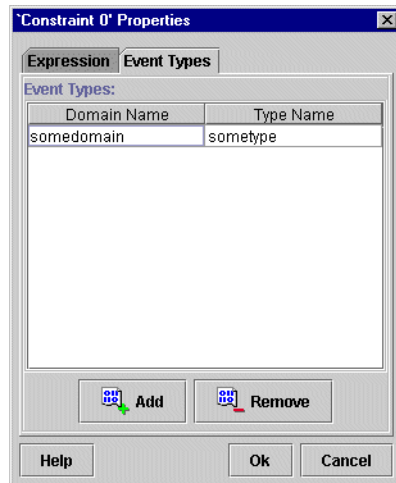 `Constraint 0' Properties
Expression Event Types
Event Types:
Domain Name Type Name
somedomain sometype
Add Remove
Help Ok Cancel